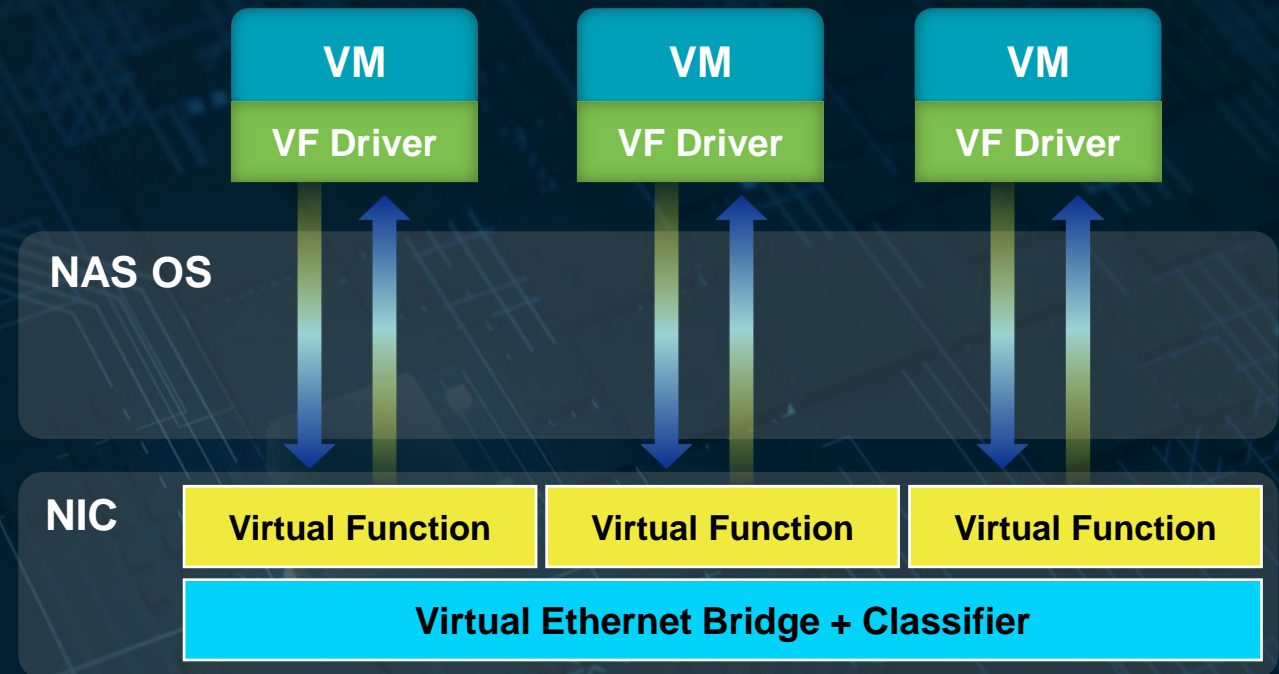 VM
VM
VM
VF Driver
VF Driver
VF Driver
NAS OS
NIC
Virtual Function
Virtual Function
Virtual Function
Virtual Ethernet Bridge + Classifier